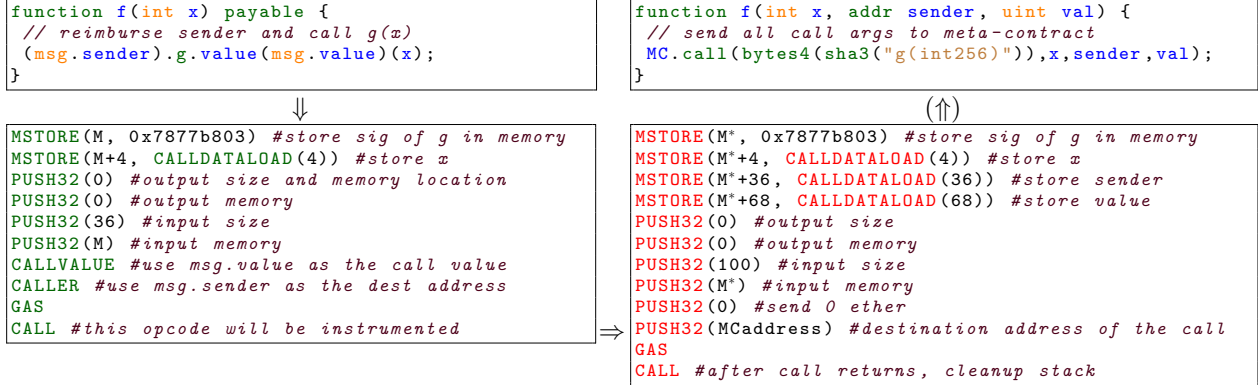 function f(int x) payable {
// reimburse sender and call g(x)
(msg.sender).g.value(msg.value)(x);
}
⇓
MSTORE(M, 0x7877b803) #store sig of g in memory
MSTORE(M+4, CALLDATALOAD(4)) #store x
PUSH32(0) #output size and memory location
PUSH32(0) #output memory
PUSH32(36) #input size
PUSH32(M) #input memory
CALLVALUE #use msg.value as the call value
CALLER #use msg.sender as the dest address
GAS
CALL #this opcode will be instrumented
⇒
function f(int x, addr sender, uint val) {
// send all call args to meta-contract
MC.call(bytes4(sha3("g(int256)")),x,sender,val);
}
(⇑)
MSTORE(M*, 0x7877b803) #store sig of g in memory
MSTORE(M*+4, CALLDATALOAD(4)) #store x
MSTORE(M*+36, CALLDATALOAD(36)) #store sender
MSTORE(M*+68, CALLDATALOAD(68)) #store value
PUSH32(0) #output size
PUSH32(0) #output memory
PUSH32(100) #input size
PUSH32(M*) #input memory
PUSH32(0) #send 0 ether
PUSH32(MCaddress) #destination address of the call
GAS
CALL #after call returns, cleanup stack